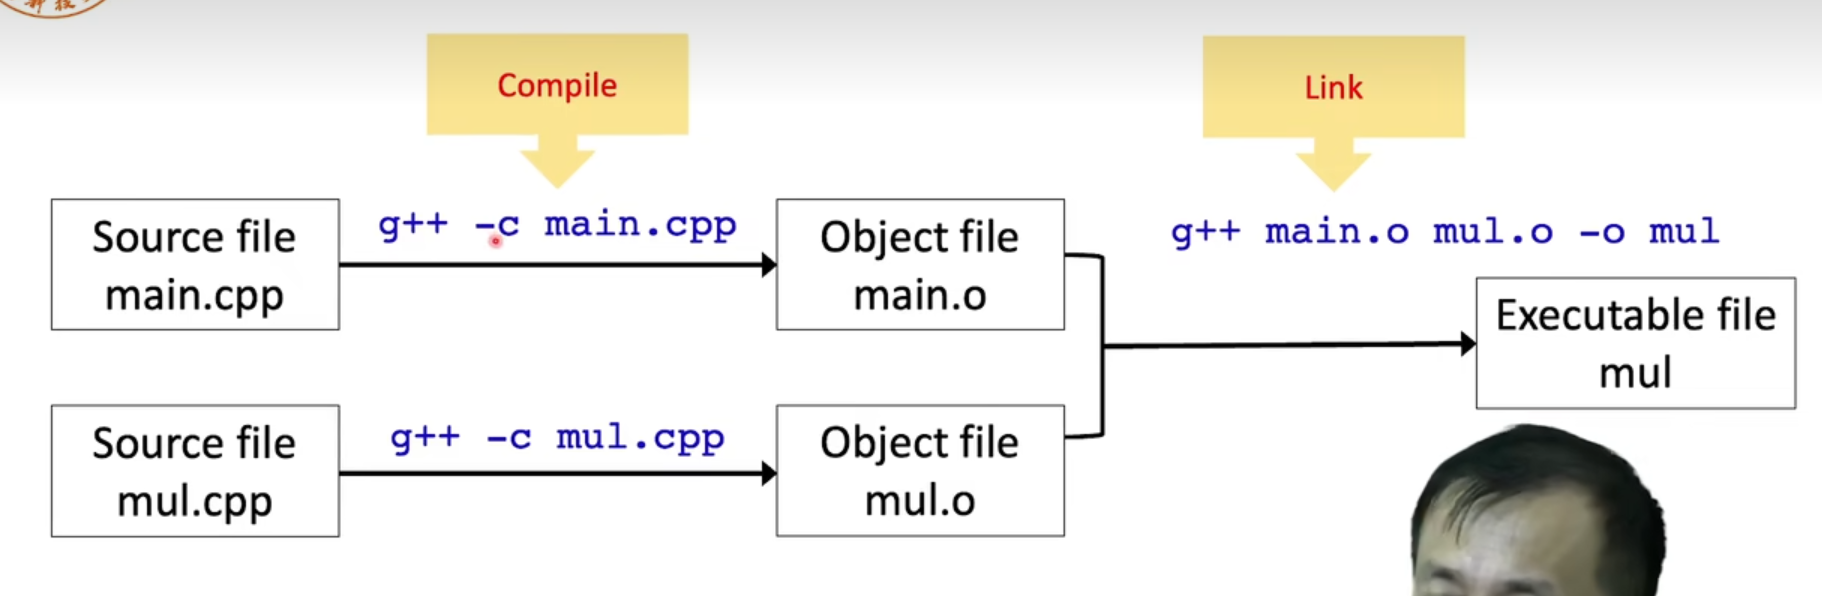 Compile
Link
Source file
main.cpp
g++ -c main.cpp
Object file
main.o
g++ main.o mul.o -o mul
Executable file
mul
Source file
mul.cpp
g++ -c mul.cpp
Object file
mul.o